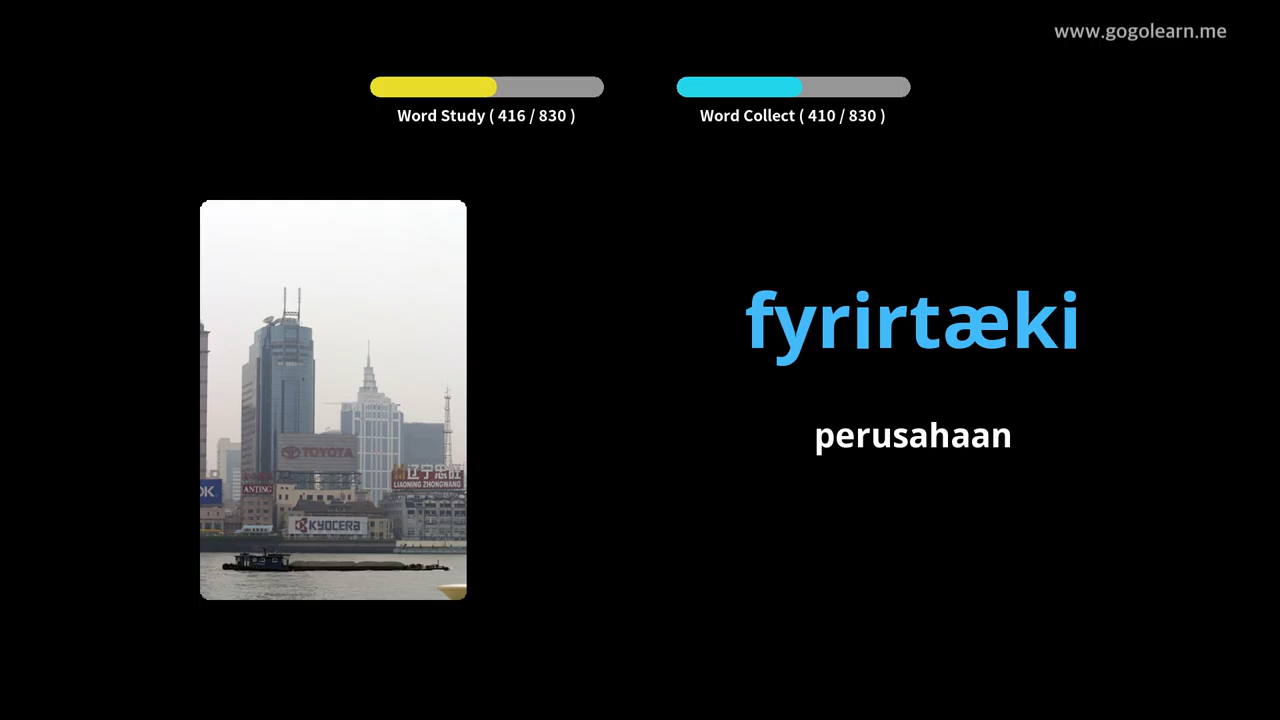 www.gogolearn.me
Word Study ( 416 / 830 )
Word Collect ( 410 / 830 )
fyrirtæki
perusahaan
TOYOTA
辽宁忠旺
LIAONING ZHONGWANG
OK
ANTING
KYOCERA